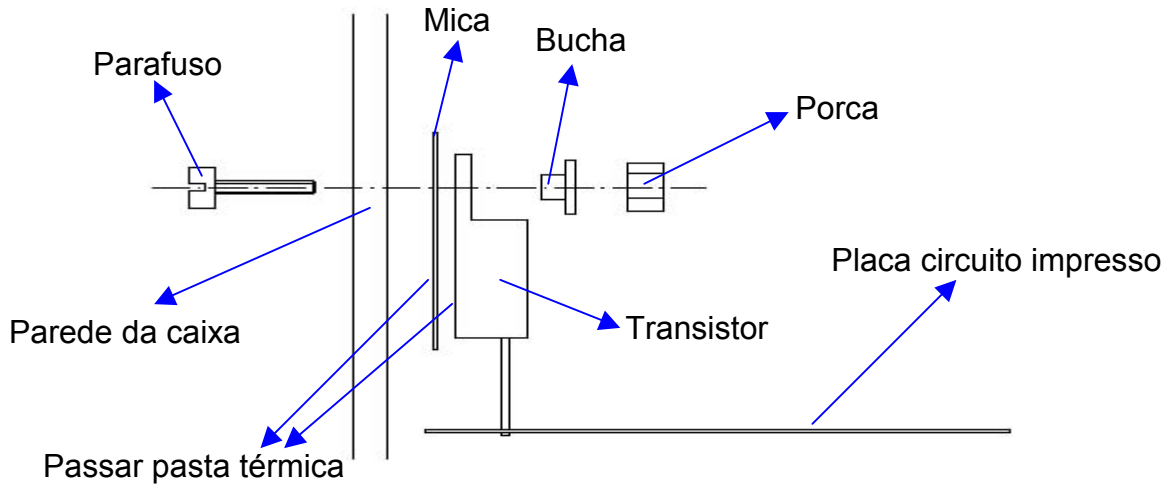 Mica
Bucha
Parafuso
Porca
Placa circuito impresso
Parede da caixa
Transistor
Passar pasta térmica